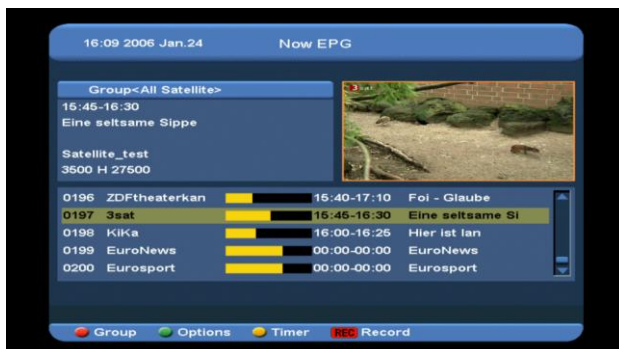 16:09 2006 Jan.24 Now EPG
Group<All Satellite>
15:45-16:30
Eine seltsame Sippe
Satellite_test
3500 H 27500
3sat
0196 ZDFtheaterkan 15:40-17:10 Foi - Glaube
0197 3sat 15:45-16:30 Eine seltsame Si
0198 KiKa 16:00-16:25 Hier ist Ian
0199 EuroNews 00:00-00:00 EuroNews
0200 Eurosport 00:00-00:00 Eurosport
Group Options Timer REC Record